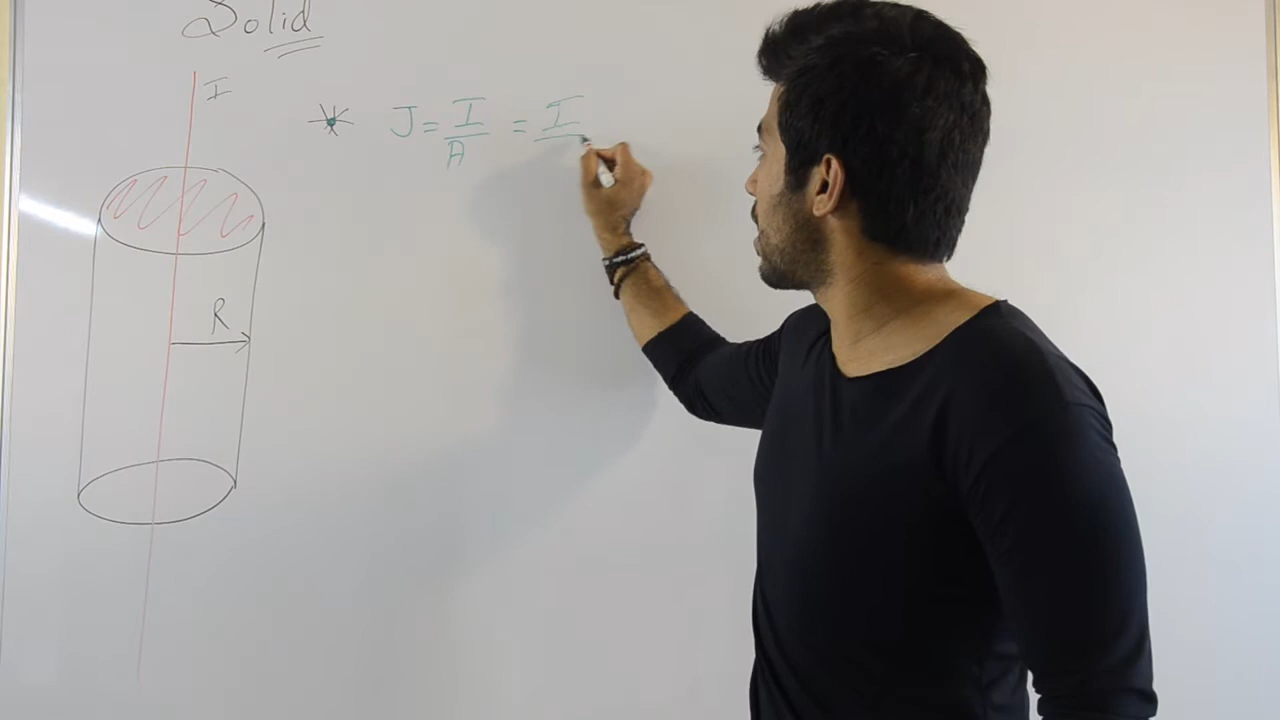 Solid
I
* J = I/A = I
R